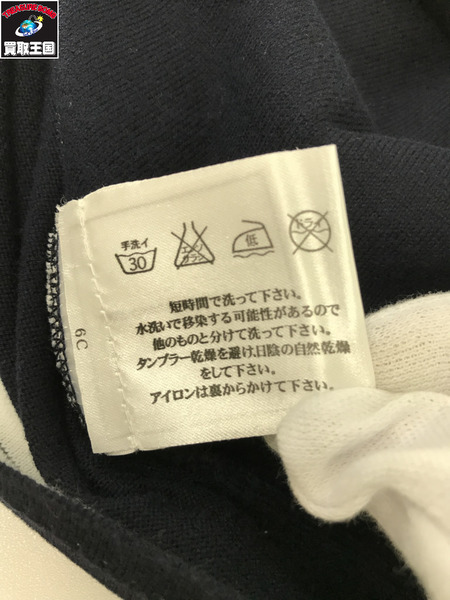 買取王国
手洗イ
30
エンソ
サラシ
低
ドライ
短時間で洗って下さい。
水洗いで移染する可能性があるので
他のものと分けて洗って下さい。
タンブラー乾燥を避け日陰の自然乾燥
をして下さい。
アイロンは裏からかけて下さい。
6C